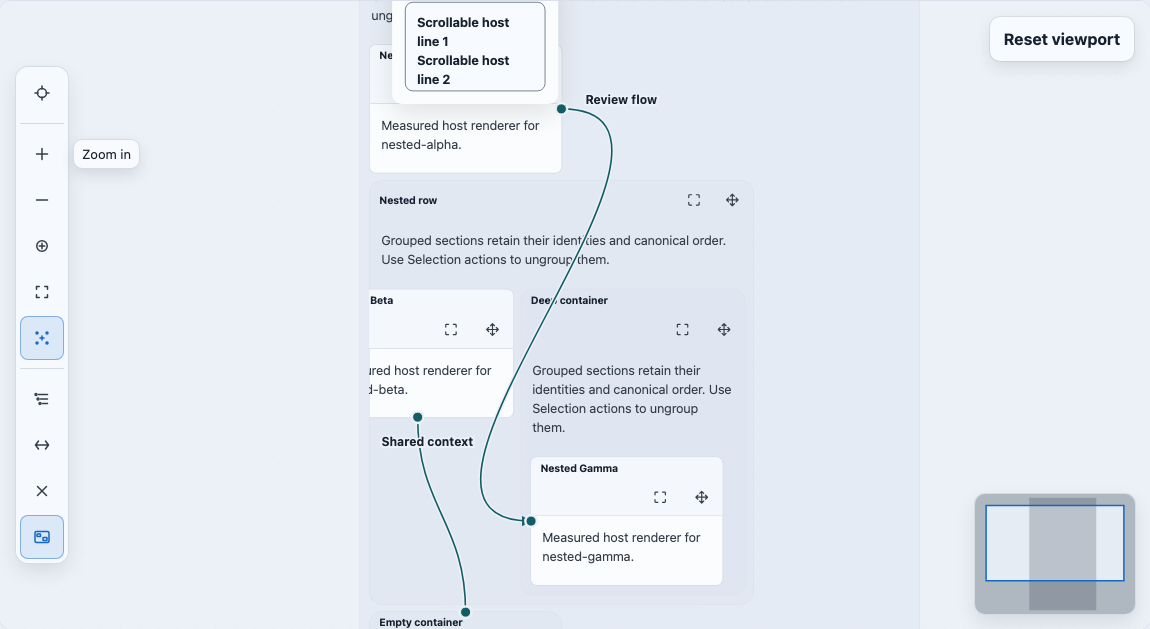 ung
Scrollable host
line 1
Scrollable host
line 2
Reset viewport
Ne
Review flow
Measured host renderer for
nested-alpha.
Zoom in
Nested row
Grouped sections retain their identities and canonical order.
Use Selection actions to ungroup them.
Beta
Deep container
ured host renderer for
d-beta.
Grouped sections retain their
identities and canonical order. Use
Selection actions to ungroup
them.
Shared context
Nested Gamma
Measured host renderer for
nested-gamma.
Empty container